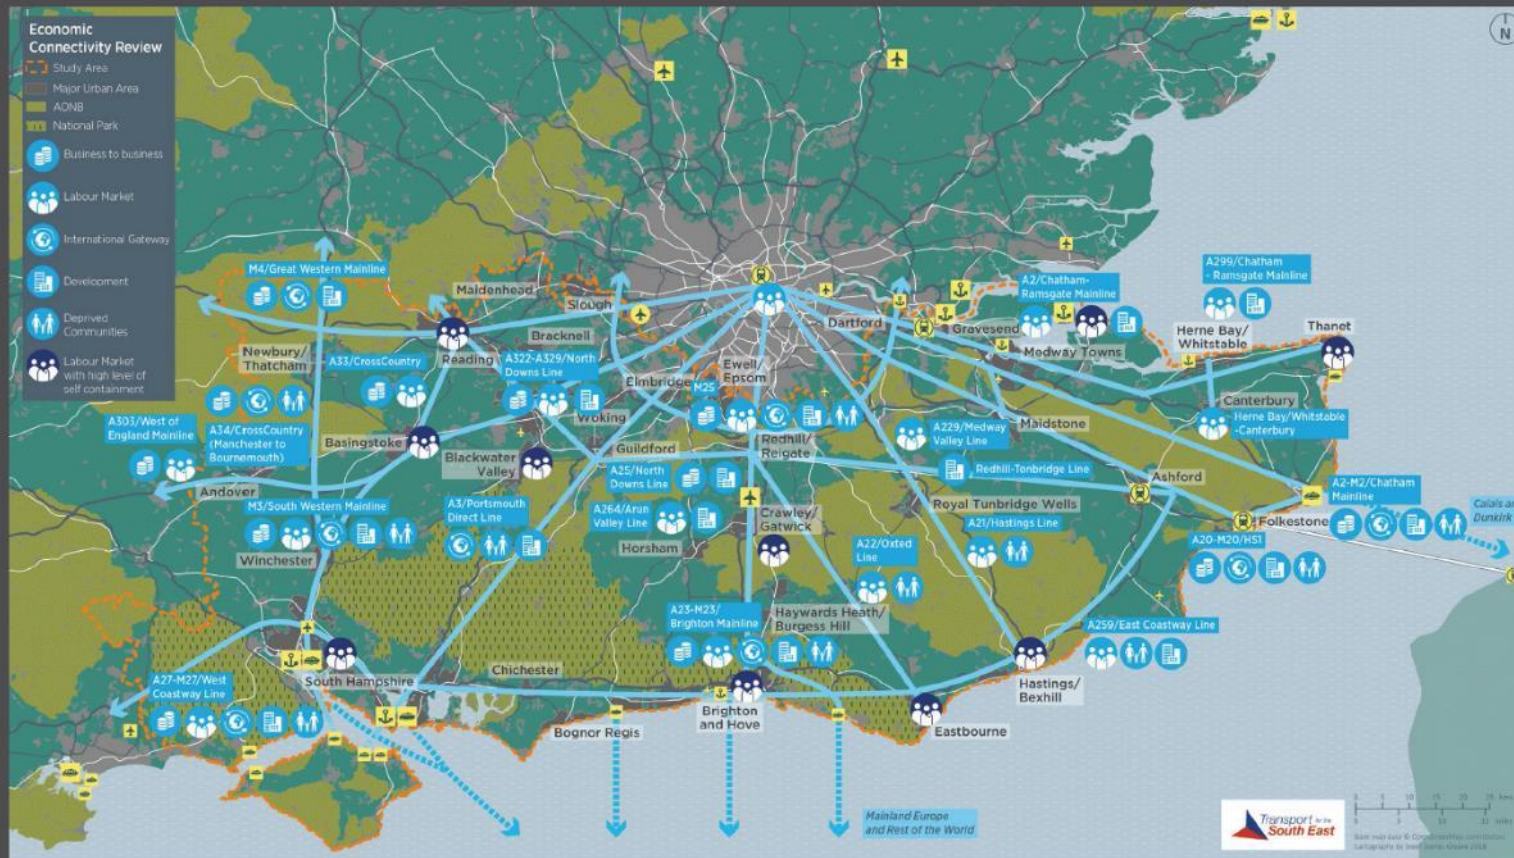 Economic
Connectivity Review
Study Area
Major Urban Area
AONB
National Park
Business to business
Labour Market
International Gateway
Development
Deprived
Communities
Labour Market
with high level of
self containment
N
M4/Great Western Mainline
Maidenhead
Slough
Bracknell
Reading
Newbury/
Thatcham
A33/CrossCountry
A322-A329/North
Downs Line
Elmbridge
Ewell/
Epsom
M25
Dartford
Gravesend
A2/Chatham-
Ramsgate Mainline
Medway Towns
A299/Chatham
- Ramsgate Mainline
Herne Bay/
Whitstable
Thanet
Canterbury
Herne Bay/Whitstable
-Canterbury
A303/West of
England Mainline
A34/CrossCountry
(Manchester to
Bournemouth)
Basingstoke
Blackwater
Valley
Woking
Guildford
Redhill/
Reigate
A229/Medway
Valley Line
Maidstone
Redhill-Tonbridge Line
Ashford
Andover
M3/South Western Mainline
Winchester
A3/Portsmouth
Direct Line
A25/North
Downs Line
A264/Arun
Valley Line
Horsham
Crawley/
Gatwick
Royal Tunbridge Wells
A21/Hastings Line
A22/Oxted
Line
Folkestone
A2-M2/Chatham
Mainline
Calais an
Dunkirk
A20-M20/HS1
A23-M23/
Brighton Mainline
Haywards Heath/
Burgess Hill
A259/East Coastway Line
A27-M27/West
Coastway Line
South Hampshire
Chichester
Bognor Regis
Brighton
and Hove
Eastbourne
Hastings/
Bexhill
Mainland Europe
and Rest of the World
Transport for the
South East